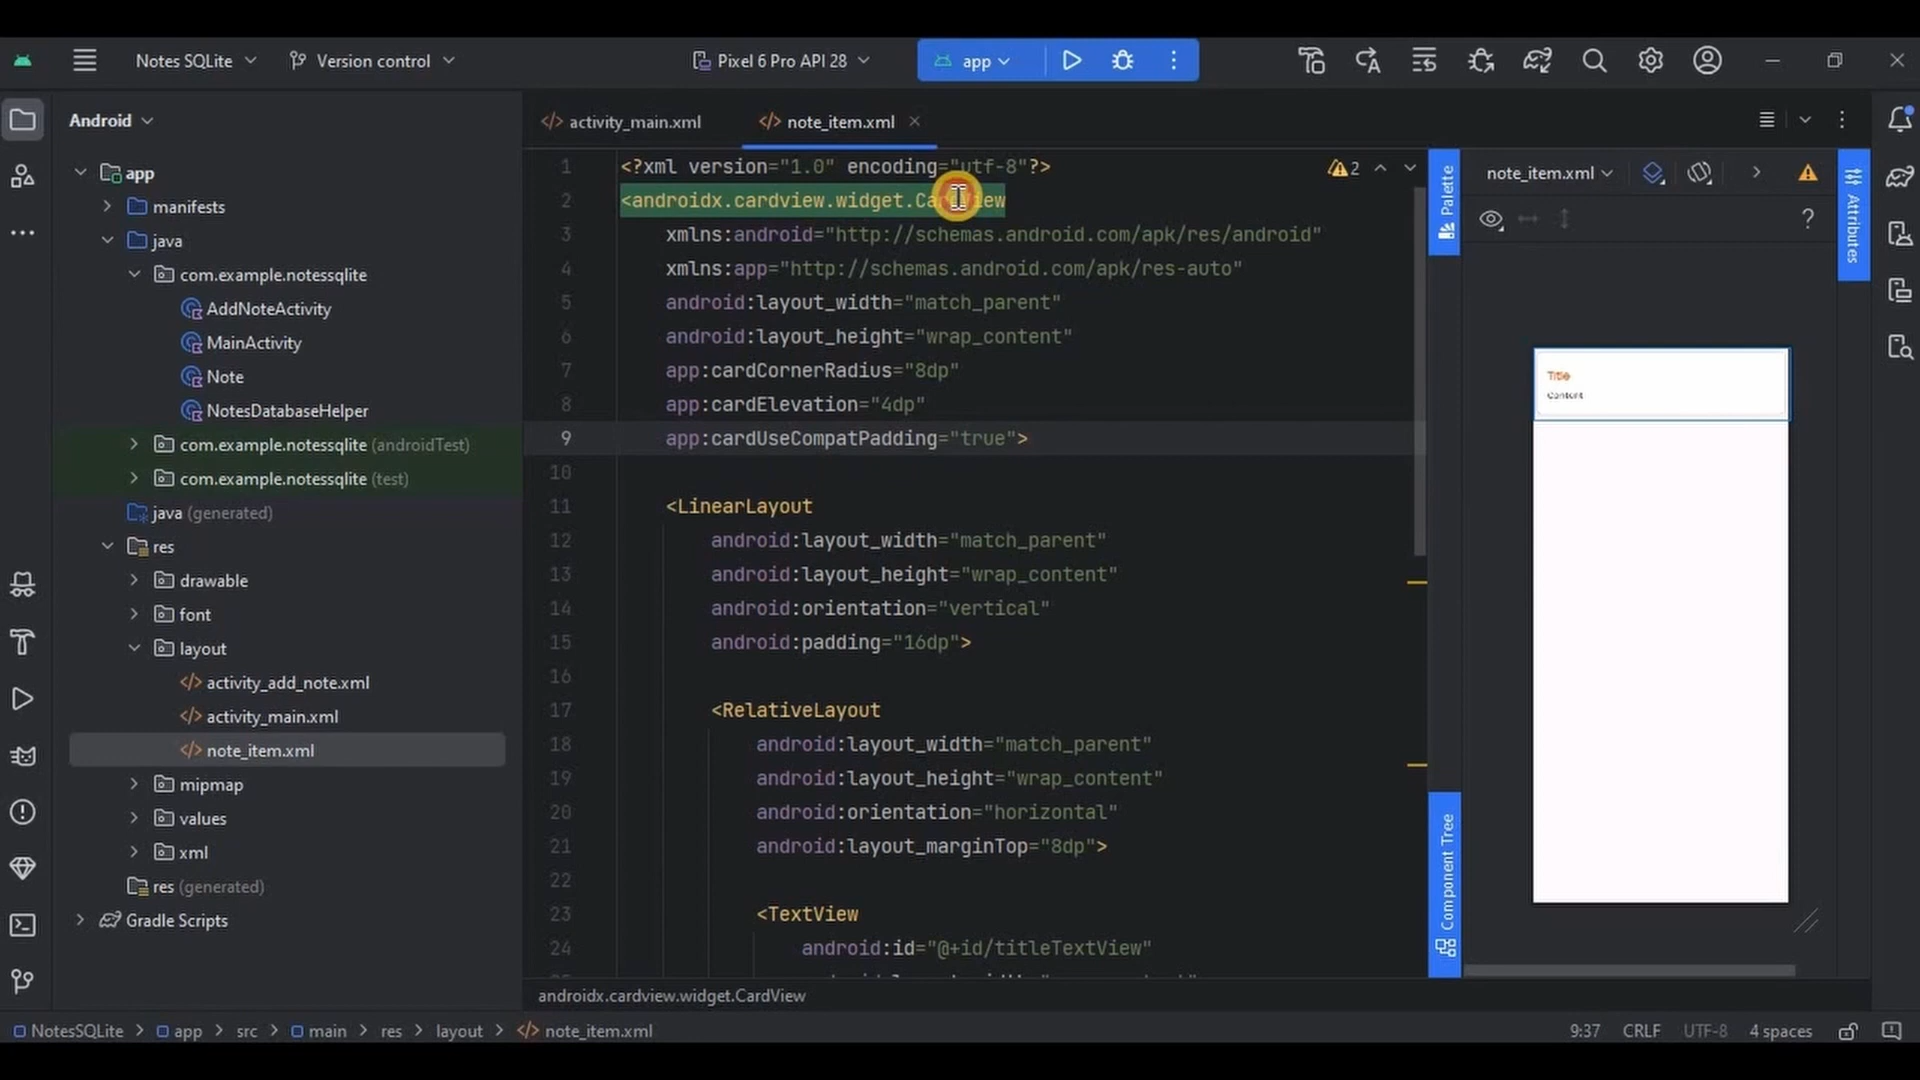 Notes SQLite
Version control
Pixel 6 Pro API 28
app
Android
app
manifests
java
com.example.notessqlite
AddNoteActivity
MainActivity
Note
NotesDatabaseHelper
com.example.notessqlite (androidTest)
com.example.notessqlite (test)
java (generated)
res
drawable
font
layout
activity_add_note.xml
activity_main.xml
note_item.xml
mipmap
values
xml
res (generated)
Gradle Scripts
</> activity_main.xml
</> note_item.xml
2
1 <?xml version="1.0" encoding="utf-8"?>
2 <androidx.cardview.widget.CardView
3 xmlns:android="http://schemas.android.com/apk/res/android"
4 xmlns:app="http://schemas.android.com/apk/res-auto"
5 android:layout_width="match_parent"
6 android:layout_height="wrap_content"
7 app:cardCornerRadius="8dp"
8 app:cardElevation="4dp"
9 app:cardUseCompatPadding="true">
10
11 <LinearLayout
12 android:layout_width="match_parent"
13 android:layout_height="wrap_content"
14 android:orientation="vertical"
15 android:padding="16dp">
16
17 <RelativeLayout
18 android:layout_width="match_parent"
19 android:layout_height="wrap_content"
20 android:orientation="horizontal"
21 android:layout_marginTop="8dp">
22
23 <TextView
24 android:id="@+id/titleTextView"
androidx.cardview.widget.CardView
Palette
Component Tree
note_item.xml
?
Attributes
Title
Content
NotesSQLite > app > src > main > res > layout > </> note_item.xml
9:37 CRLF UTF-8 4 spaces